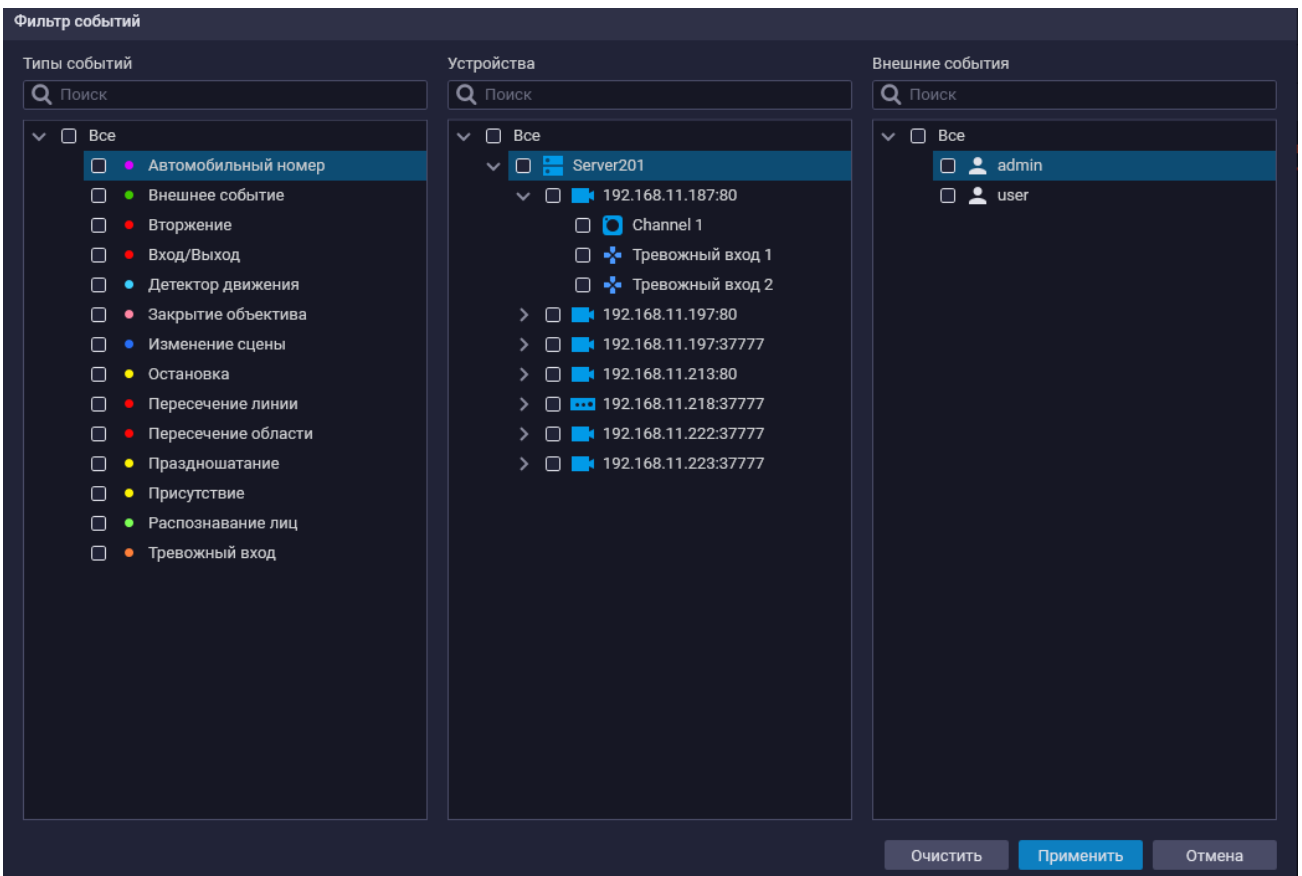 Фильтр событий
Типы событий
Поиск
Все
Автомобильный номер
Внешнее событие
Вторжение
Вход/Выход
Детектор движения
Закрытие объектива
Изменение сцены
Остановка
Пересечение линии
Пересечение области
Праздношатание
Присутствие
Распознавание лиц
Тревожный вход
Устройства
Поиск
Все
Server201
192.168.11.187:80
Channel 1
Тревожный вход 1
Тревожный вход 2
192.168.11.197:80
192.168.11.197:37777
192.168.11.213:80
192.168.11.218:37777
192.168.11.222:37777
192.168.11.223:37777
Внешние события
Поиск
Все
admin
user
Очистить
Применить
Отмена